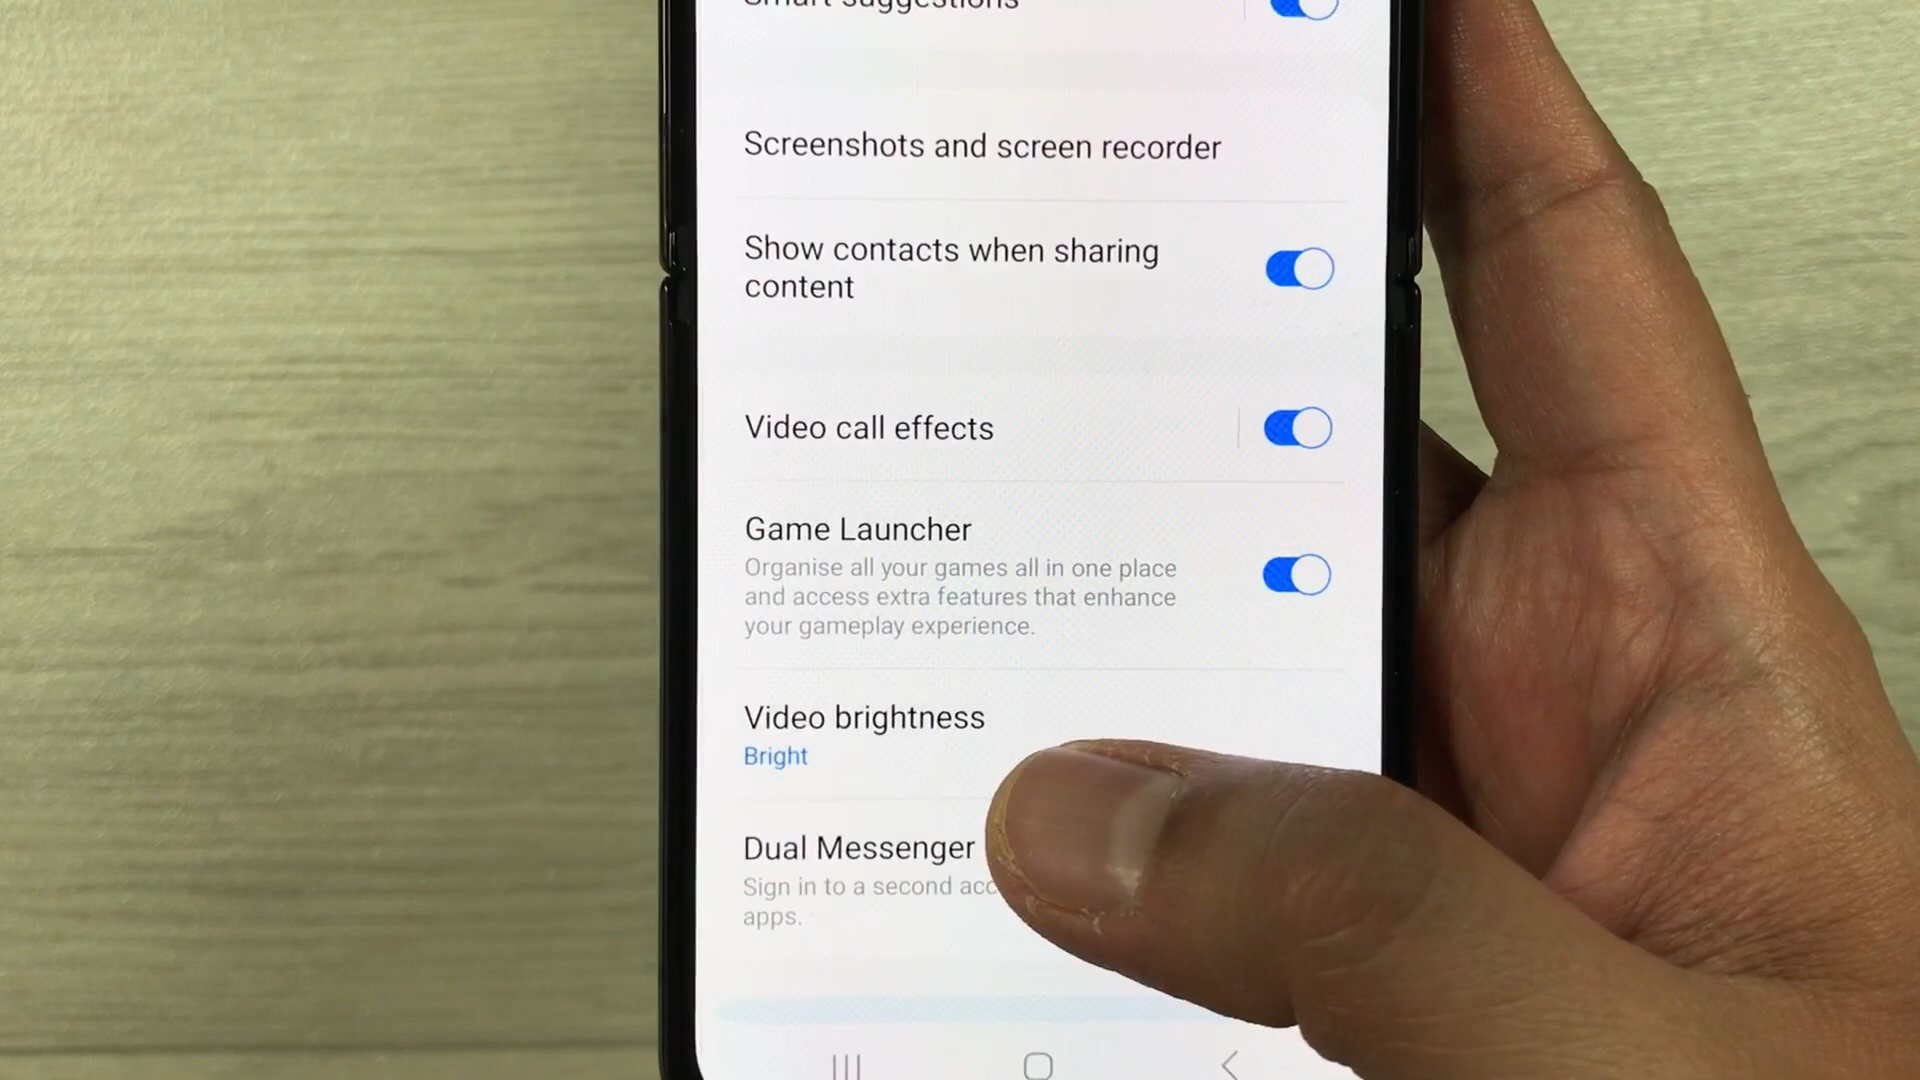 Smart suggestions
Screenshots and screen recorder
Show contacts when sharing
content
Video call effects
Game Launcher
Organise all your games all in one place
and access extra features that enhance
your gameplay experience.
Video brightness
Bright
Dual Messenger
Sign in to a second
apps.